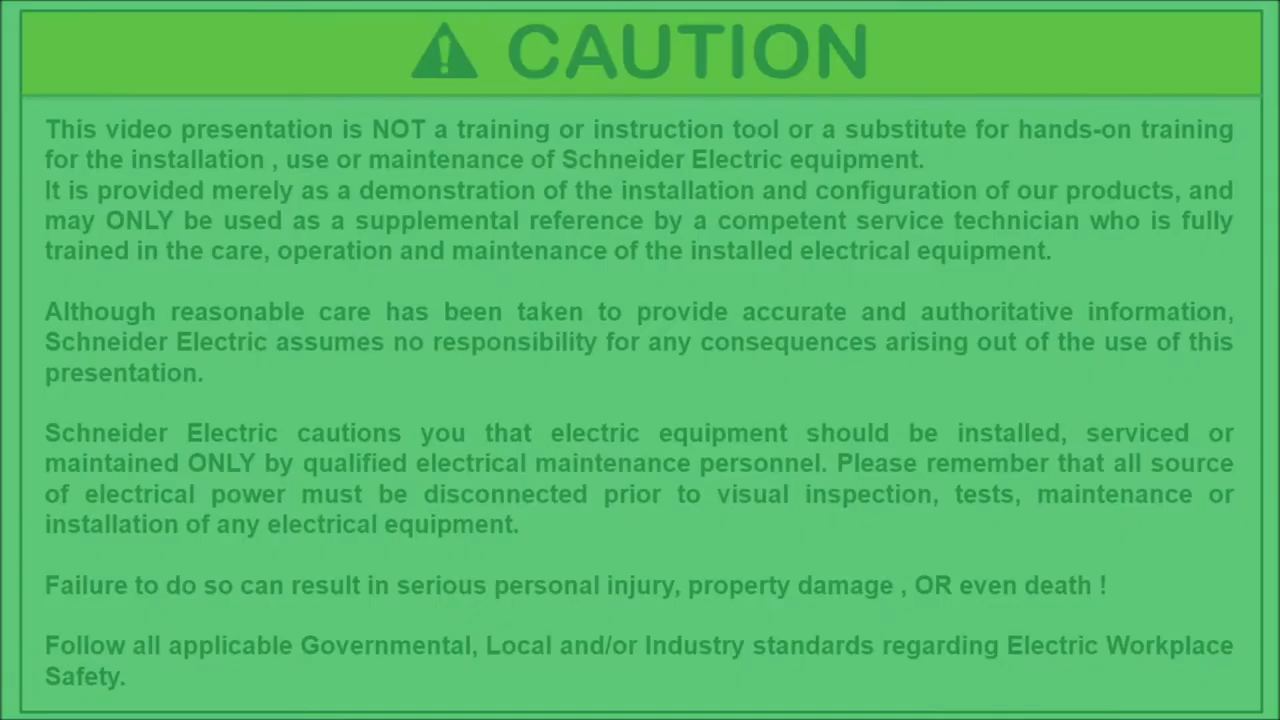 CAUTION
This video presentation is NOT a training or instruction tool or a substitute for hands-on training
for the installation , use or maintenance of Schneider Electric equipment.
It is provided merely as a demonstration of the installation and configuration of our products, and
may ONLY be used as a supplemental reference by a competent service technician who is fully
trained in the care, operation and maintenance of the installed electrical equipment.
Although reasonable care has been taken to provide accurate and authoritative information,
Schneider Electric assumes no responsibility for any consequences arising out of the use of this
presentation.
Schneider Electric cautions you that electric equipment should be installed, serviced or
maintained ONLY by qualified electrical maintenance personnel. Please remember that all source
of electrical power must be disconnected prior to visual inspection, tests, maintenance or
installation of any electrical equipment.
Failure to do so can result in serious personal injury, property damage , OR even death !
Follow all applicable Governmental, Local and/or Industry standards regarding Electric Workplace
Safety.